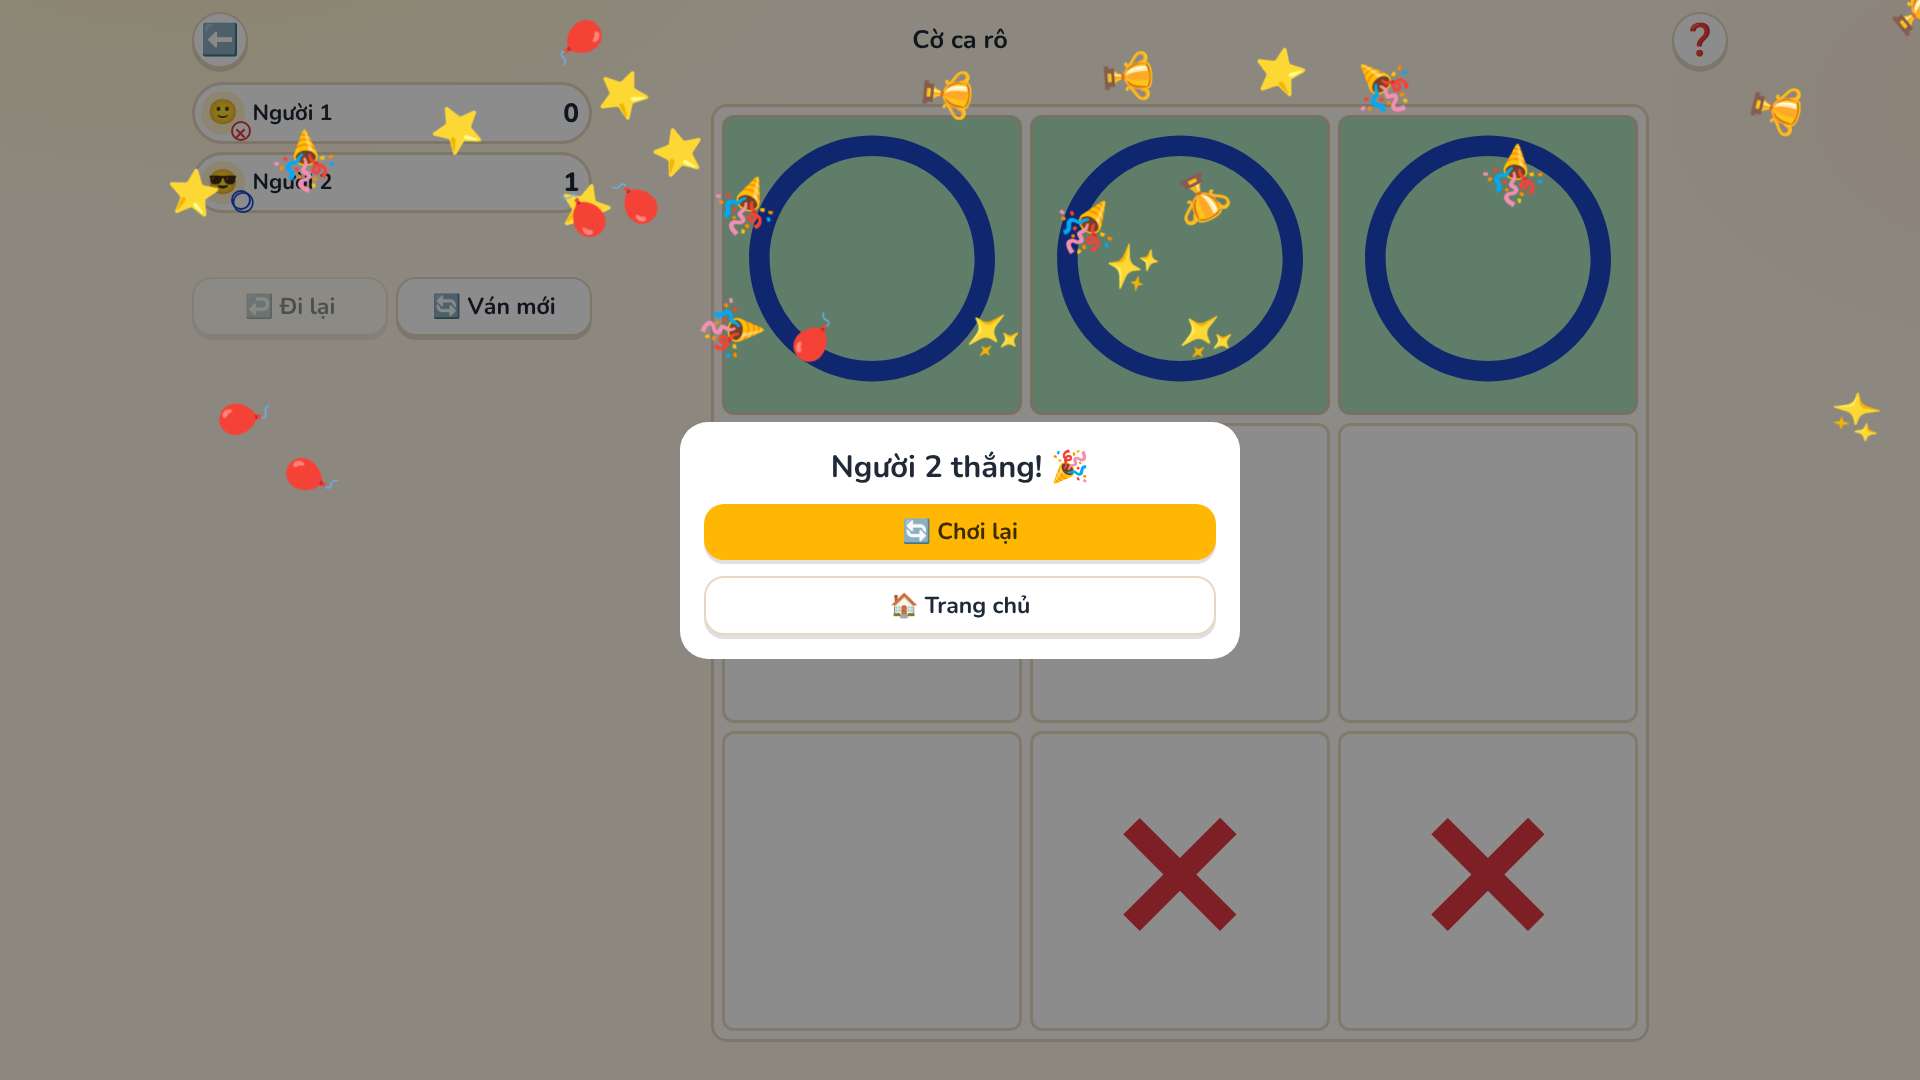 Cờ ca rô
Người 1
0
Người 2
1
Đi lại
Ván mới
Người 2 thắng!
Chơi lại
Trang chủ